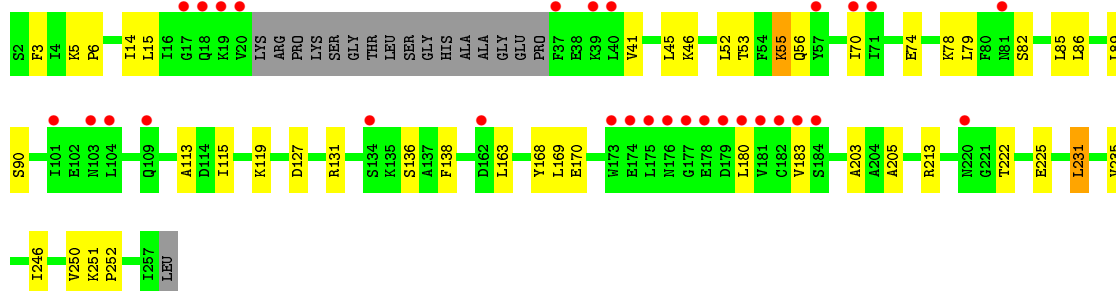 S2 F3 I4 K5 P6 I14 L15 I16 G17 Q18 K19 V20 LYS ARG PRO LYS SER GLY THR LEU SER GLY HIS ALA ALA GLY GLU PRO F37 E38 K39 L40 V41 L45 K46 L52 T53 F54 K55 Q56 Y57 I70 I71 E74 K78 L79 F80 N81 S82 L85 L86 L89
S90 I101 E102 N103 L104 Q109 A113 D114 I115 K119 D127 R131 S134 K135 S136 A137 F138 D162 L163 Y168 L169 E170 W173 E174 L175 N176 G177 E178 D179 L180 V181 C182 V183 S184 A203 A204 A205 R213 N220 G221 T222 E225 L231 V235
I246 V250 K251 P252 I257 LEU